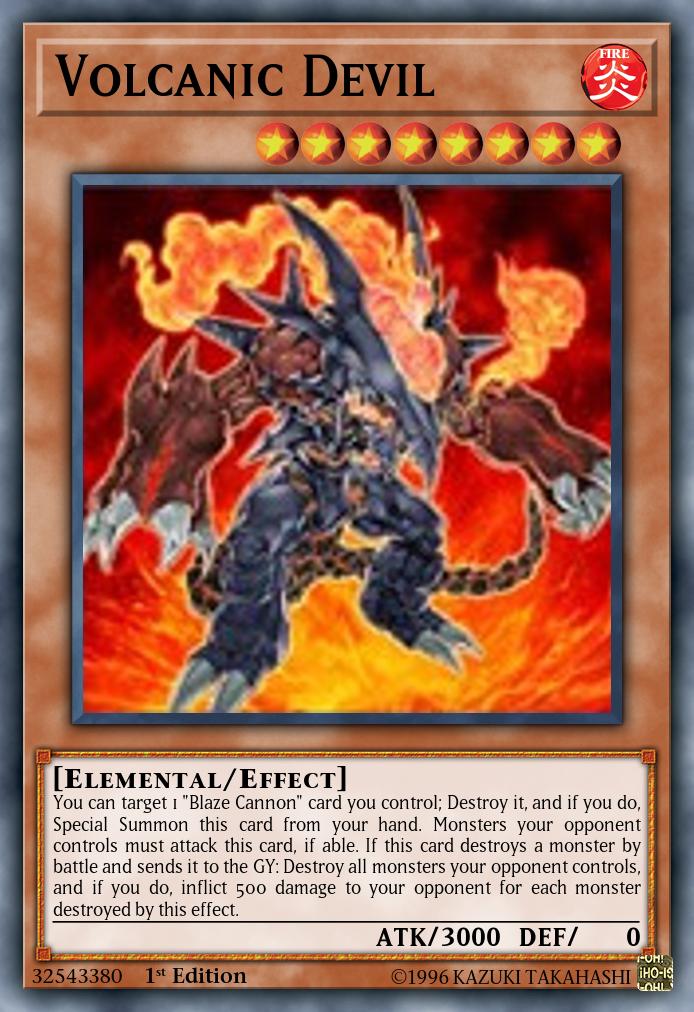 Volcanic Devil
FIRE
炎
[Elemental/Effect]
You can target 1 "Blaze Cannon" card you control; Destroy it, and if you do,
Special Summon this card from your hand. Monsters your opponent
controls must attack this card, if able. If this card destroys a monster by
battle and sends it to the GY: Destroy all monsters your opponent controls,
and if you do, inflict 500 damage to your opponent for each monster
destroyed by this effect.
ATK/3000 DEF/ 0
32543380 1st Edition ©1996 KAZUKI TAKAHASHI